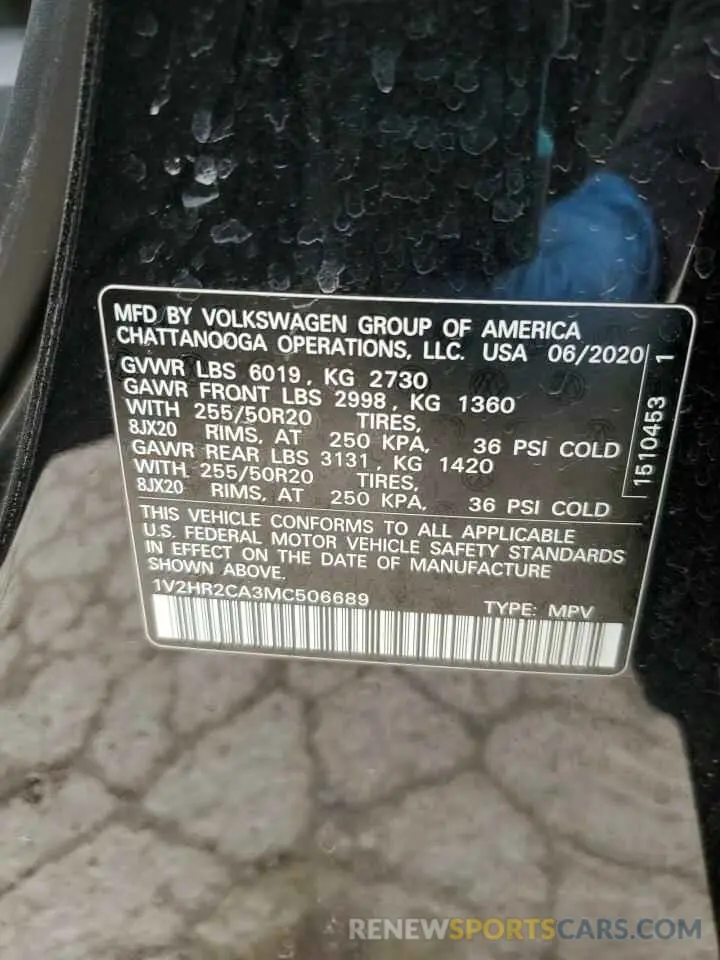 MFD BY VOLKSWAGEN GROUP OF AMERICA
CHATTANOOGA OPERATIONS, LLC. USA 06/2020
GVWR LBS 6019, KG 2730
GAWR FRONT LBS 2998, KG 1360
WITH 255/50R20 TIRES,
8JX20 RIMS, AT 250 KPA, 36 PSI COLD
GAWR REAR LBS 3131, KG 1420
WITH 255/50R20 TIRES,
8JX20 RIMS, AT 250 KPA, 36 PSI COLD
1510453 1
THIS VEHICLE CONFORMS TO ALL APPLICABLE
U.S. FEDERAL MOTOR VEHICLE SAFETY STANDARDS
IN EFFECT ON THE DATE OF MANUFACTURE
SHOWN ABOVE.
1V2HR2CA3MC506689 TYPE: MPV
RENEWSPORTSCARS.COM